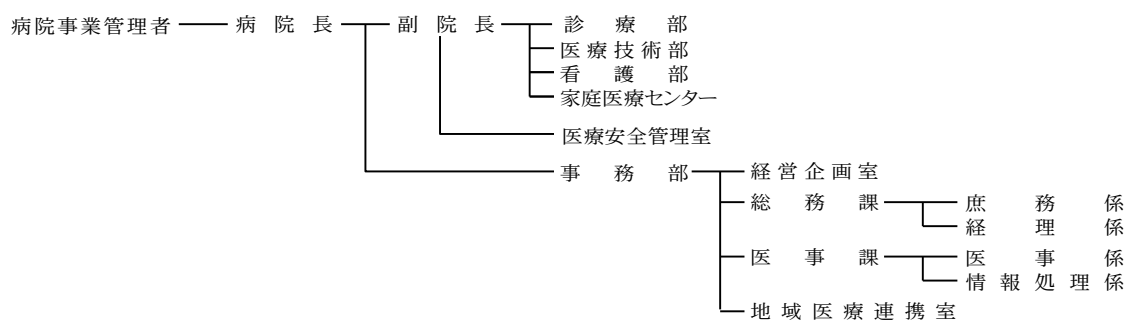 病院事業管理者 病院長 副院長 診療部
医療技術部
看護部
家庭医療センター
医療安全管理室
事務部 経営企画室
総務課 庶務係
経理係
医事課 医事係
情報処理係
地域医療連携室